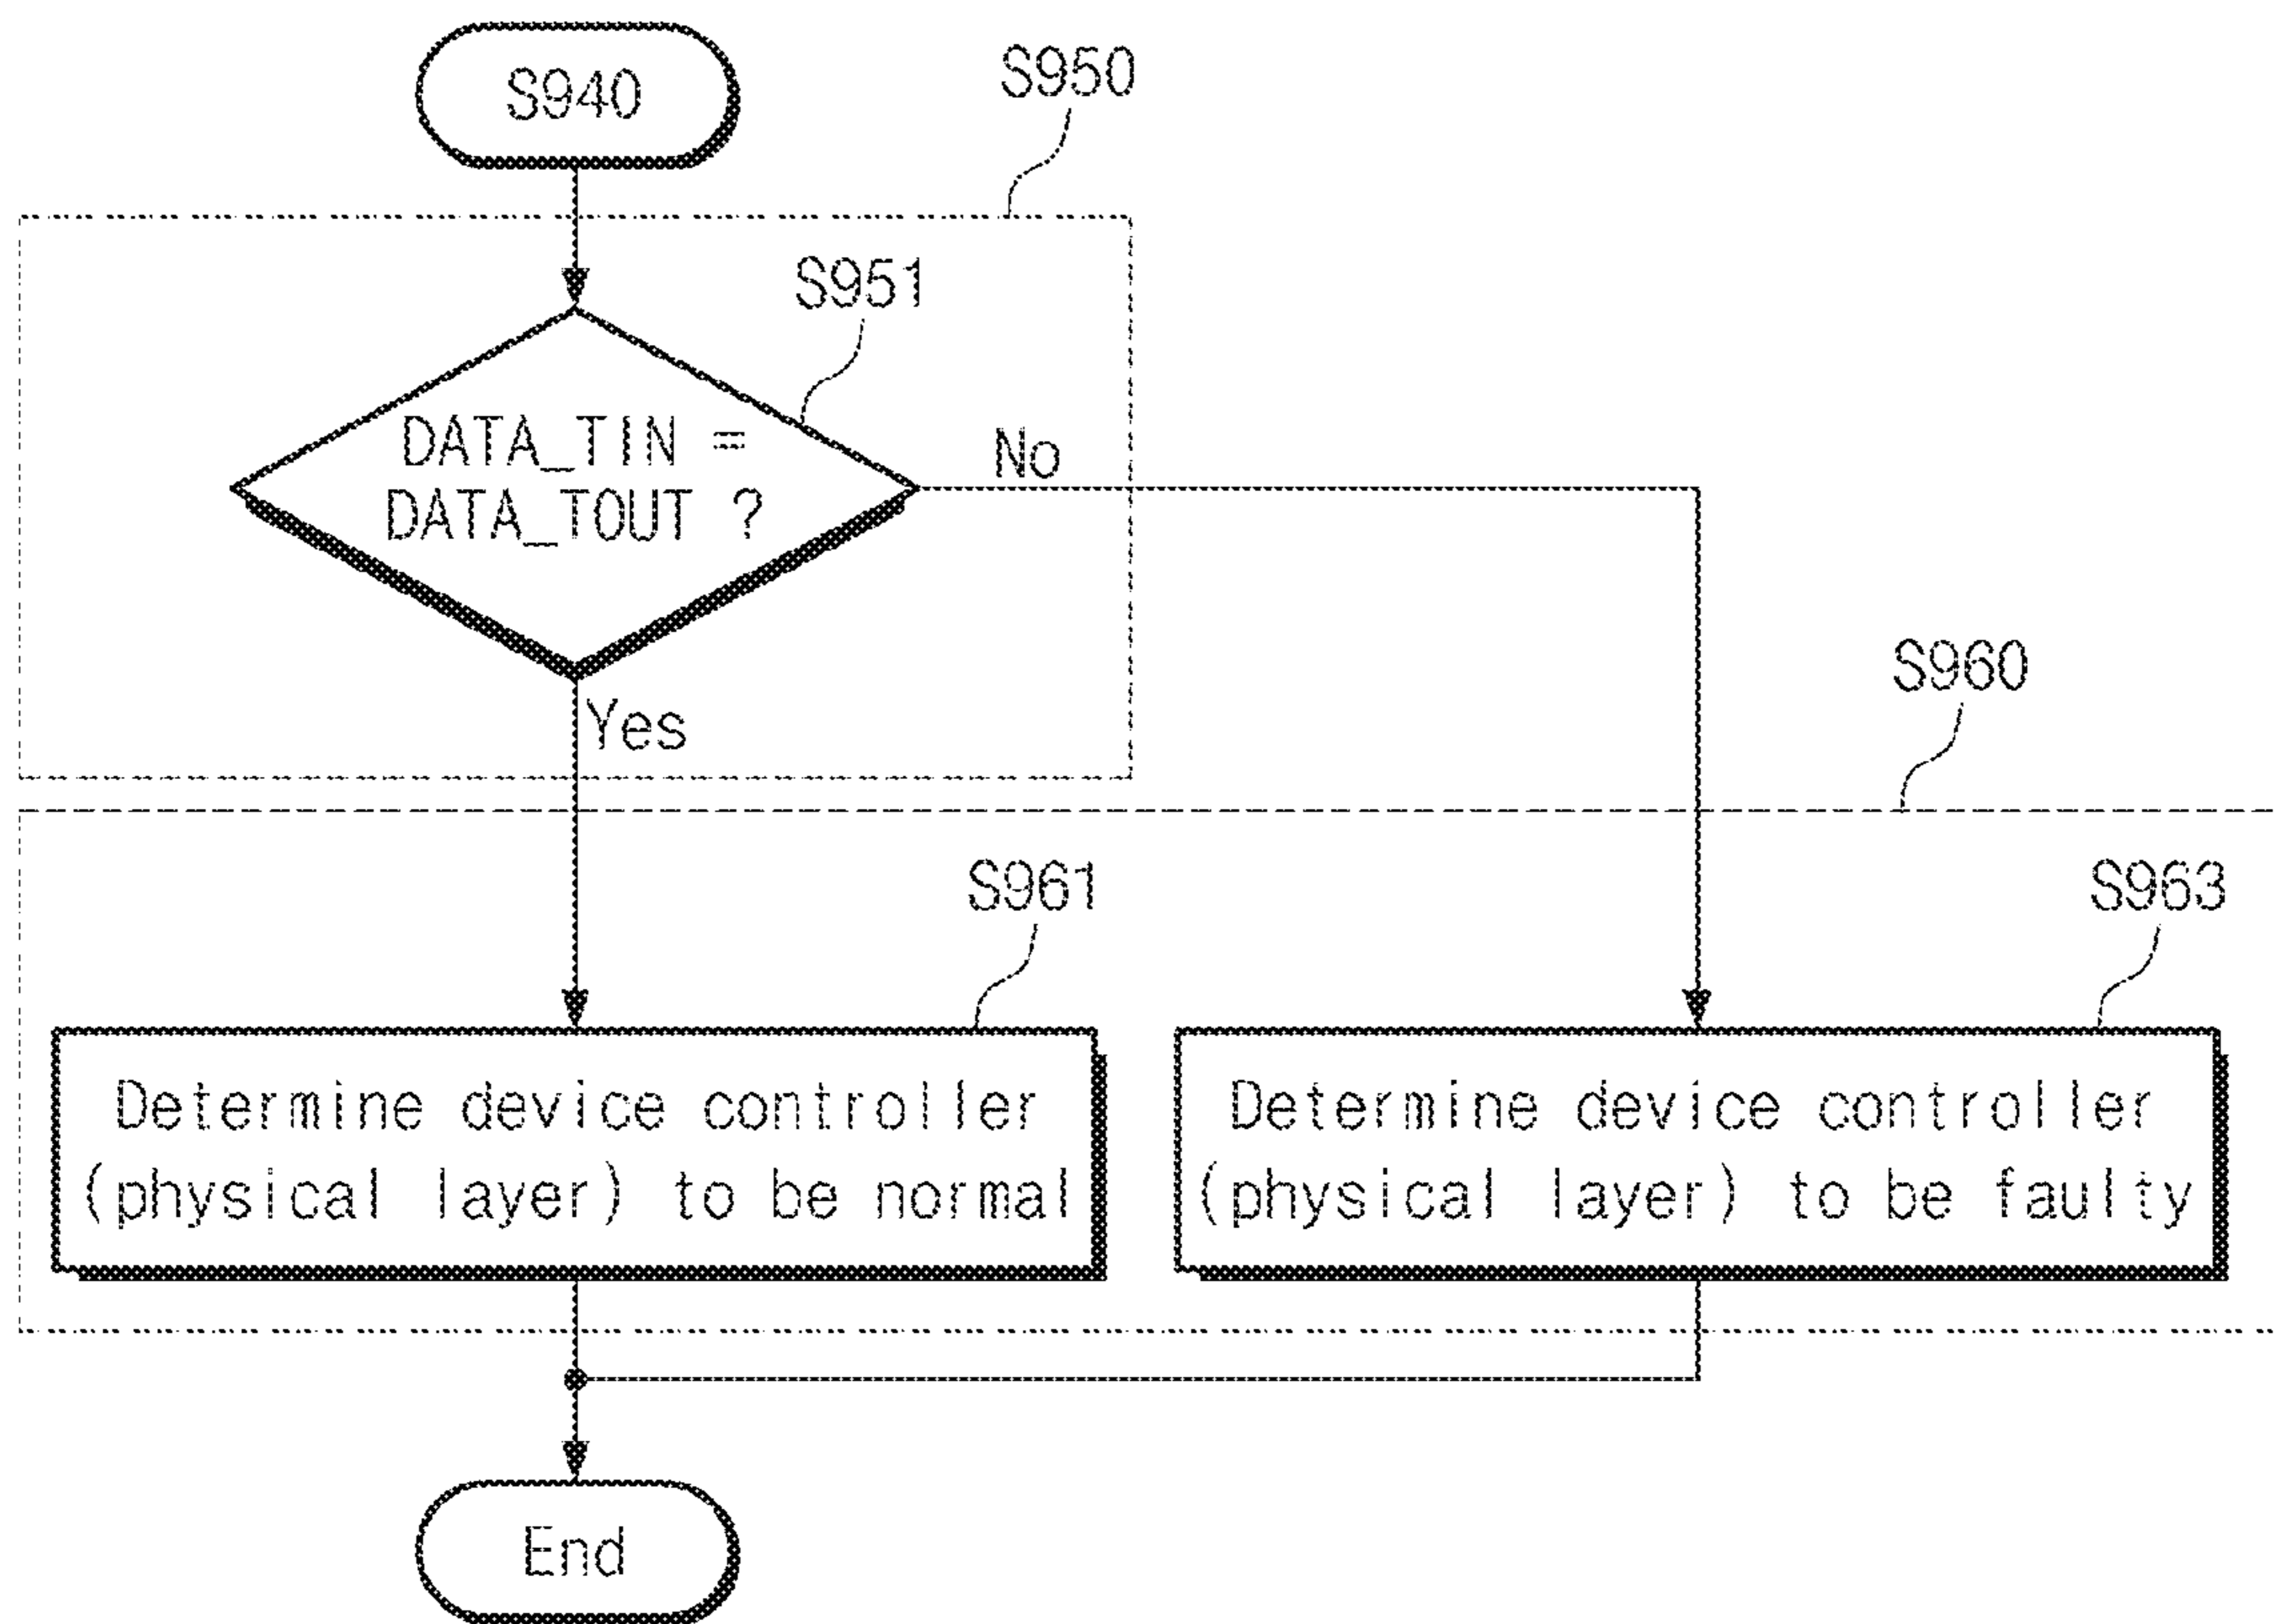 S940
S950
S951
DATA_TIN =
DATA_TOUT ?
No
Yes
S960
S961
S963
Determine device controller
(physical layer) to be normal
Determine device controller
(physical layer) to be faulty
End